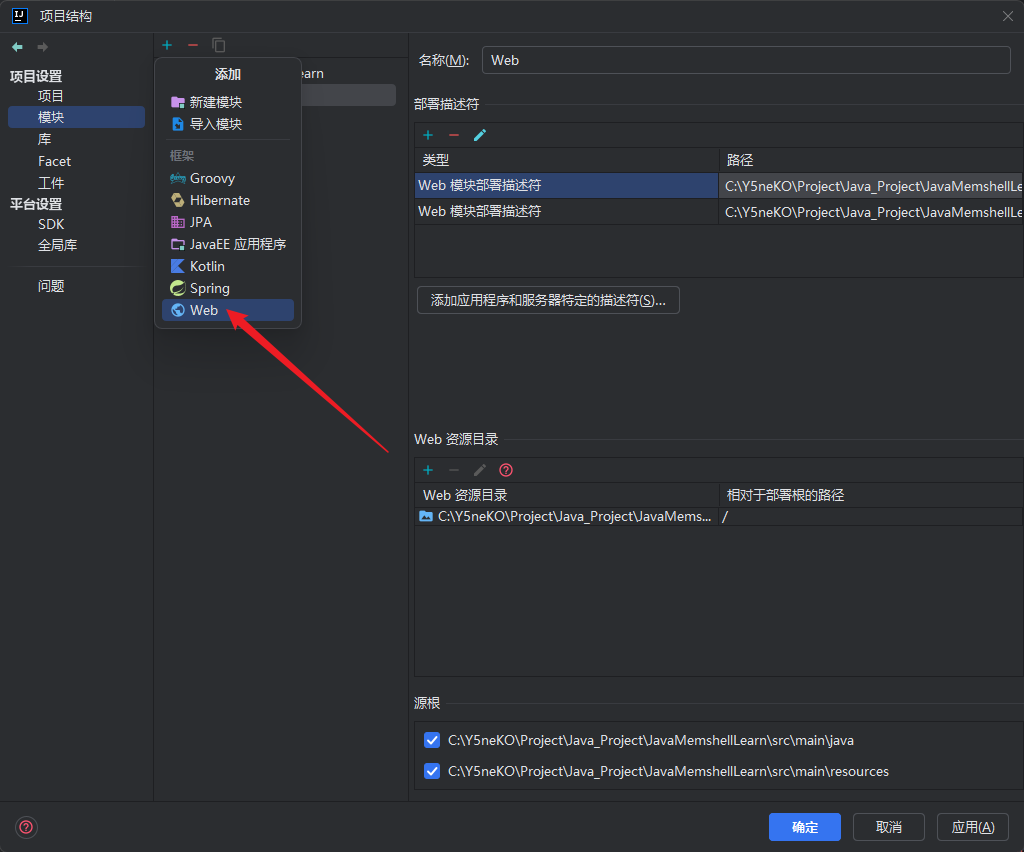 项目结构
项目设置
项目
模块
库
Facet
工件
平台设置
SDK
全局库
问题
添加
新建模块
导入模块
框架
Groovy
Hibernate
JPA
JavaEE 应用程序
Kotlin
Spring
Web
earn
名称(M): Web
部署描述符
类型 路径
Web 模块部署描述符 C:\Y5neKO\Project\Java_Project\JavaMemshellLe
Web 模块部署描述符 C:\Y5neKO\Project\Java_Project\JavaMemshellLe
添加应用程序和服务器特定的描述符(S)...
Web 资源目录
Web 资源目录 相对于部署根的路径
C:\Y5neKO\Project\Java_Project\JavaMems... /
源根
C:\Y5neKO\Project\Java_Project\JavaMemshellLearn\src\main\java
C:\Y5neKO\Project\Java_Project\JavaMemshellLearn\src\main\resources
确定 取消 应用(A)